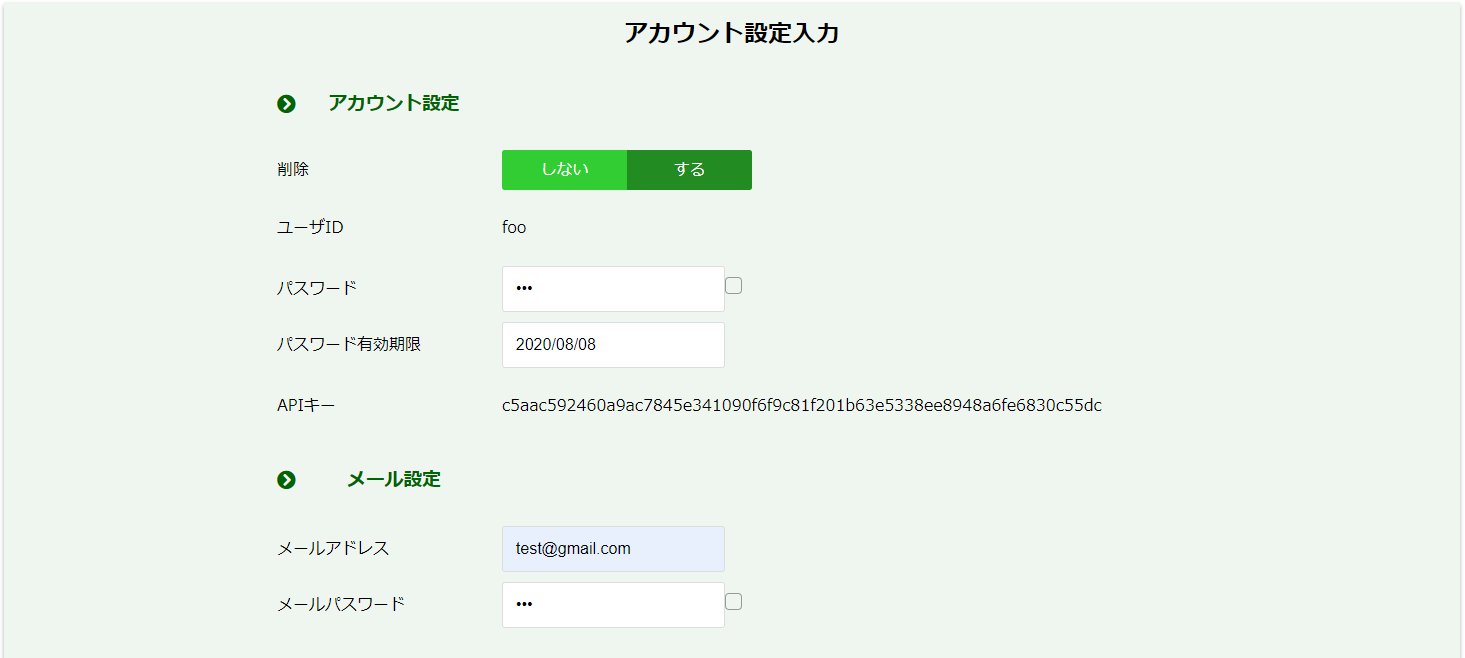 アカウント設定入力
アカウント設定
削除 しない する
ユーザID foo
パスワード •••
パスワード有効期限 2020/08/08
APIキー c5aac592460a9ac7845e341090f6f9c81f201b63e5338ee8948a6fe6830c55dc
メール設定
メールアドレス test@gmail.com
メールパスワード •••